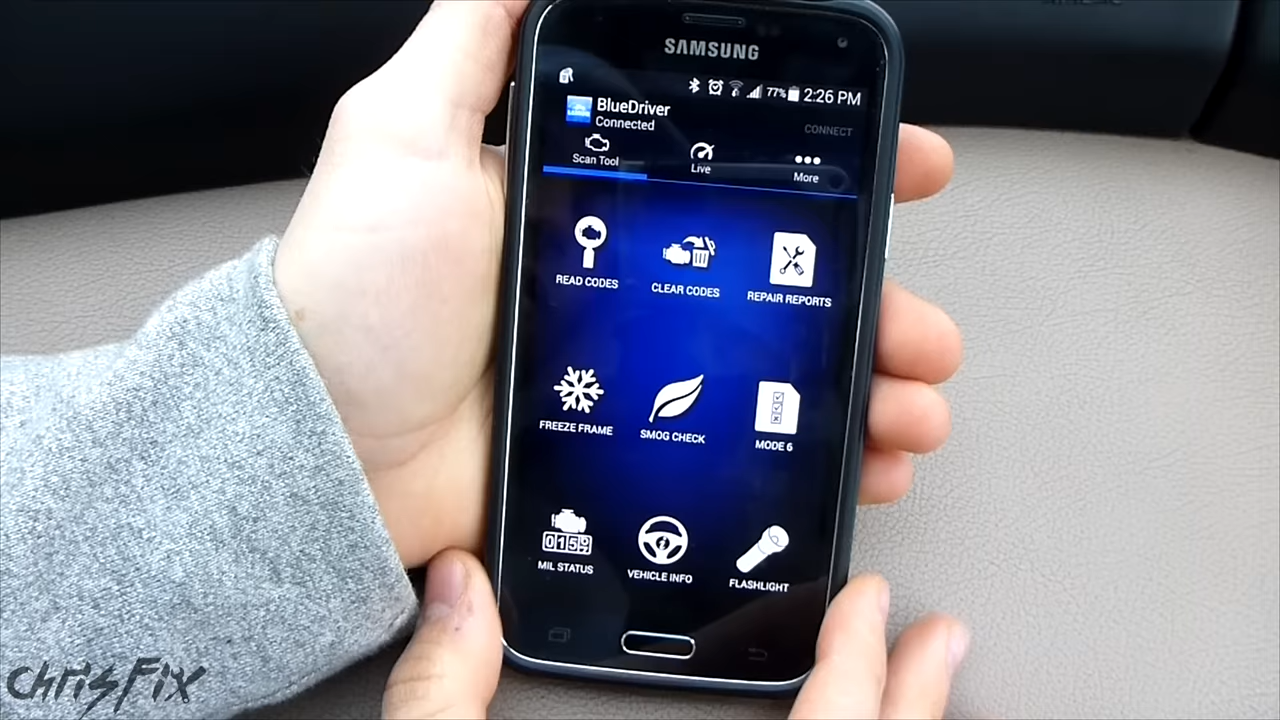 SAMSUNG
77% 2:26 PM
BlueDriver
Connected
CONNECT
Scan Tool
Live
More
READ CODES
CLEAR CODES
REPAIR REPORTS
FREEZE FRAME
SMOG CHECK
MODE 6
MIL STATUS
VEHICLE INFO
FLASHLIGHT
chrisFix